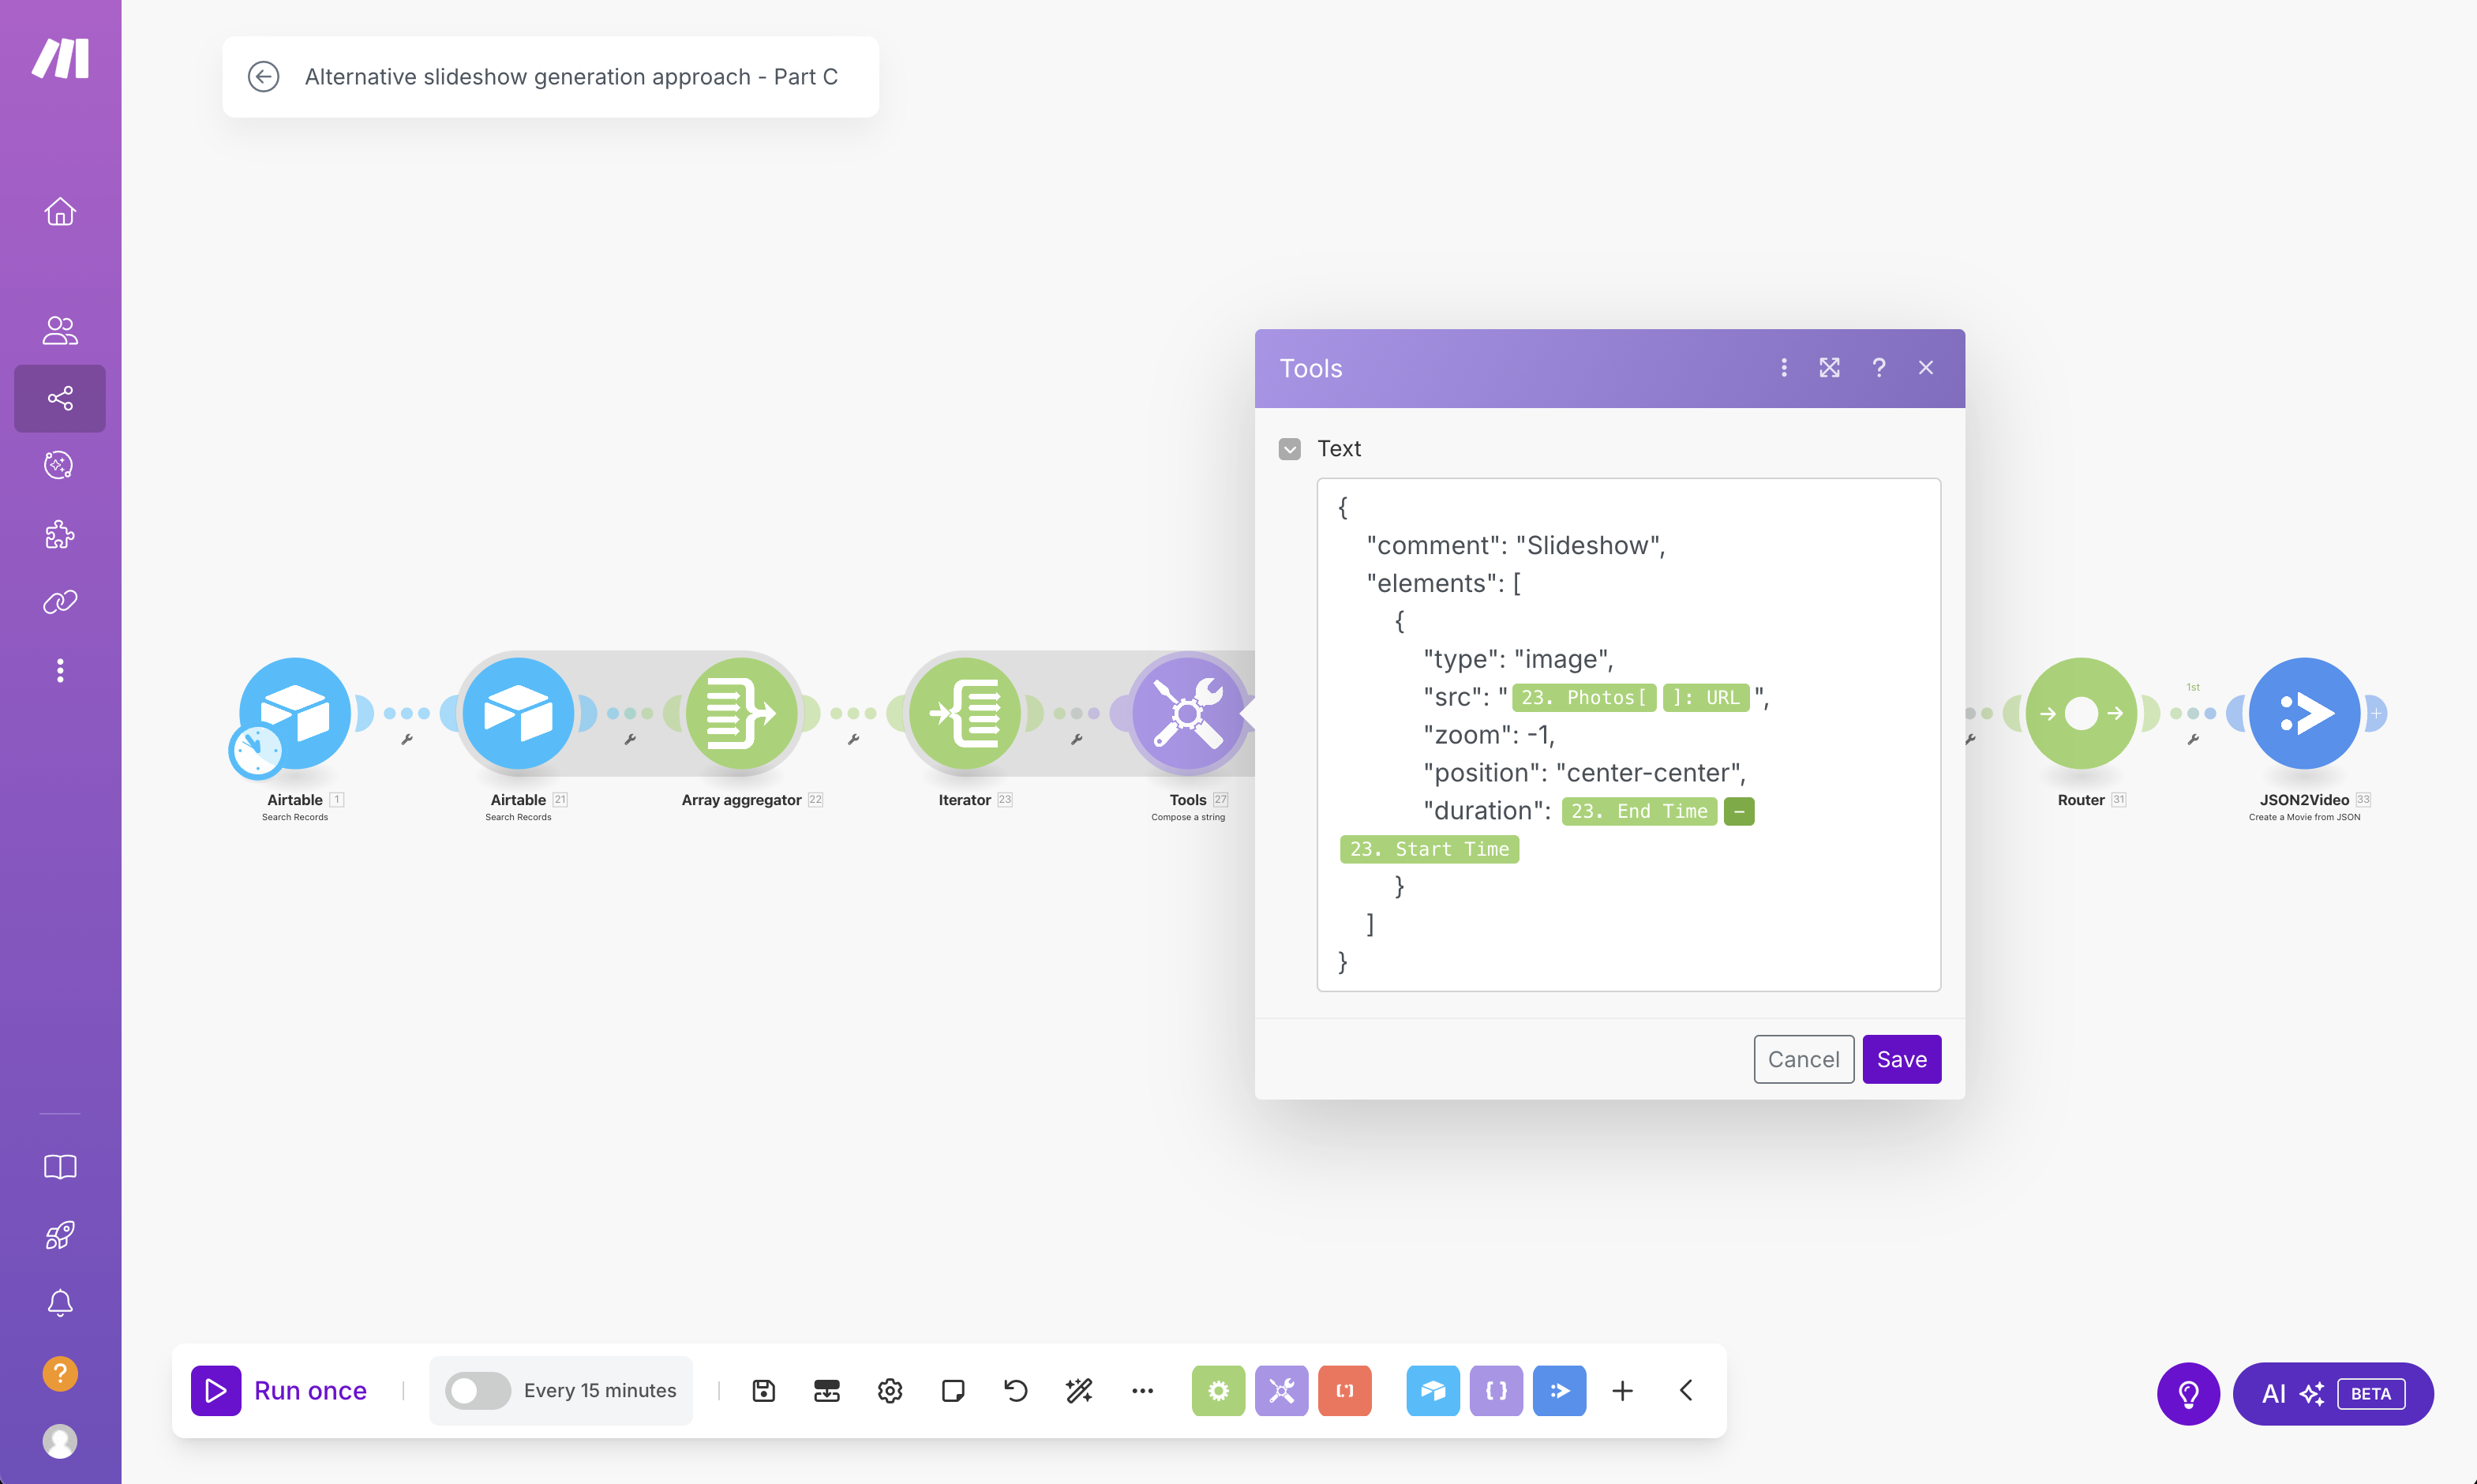 Alternative slideshow generation approach - Part C
Tools
Text
{
"comment": "Slideshow",
"elements": [
{
"type": "image",
"src": "23. Photos[ ]: URL",
"zoom": -1,
"position": "center-center",
"duration": 23. End Time -
23. Start Time
}
]
}
Cancel Save
Airtable 1
Search Records
Airtable 21
Search Records
Array aggregator 22
Iterator 23
Tools 27
Compose a string
Router 31
1st
JSON2Video 33
Create a Movie from JSON
Run once
Every 15 minutes
AI BETA